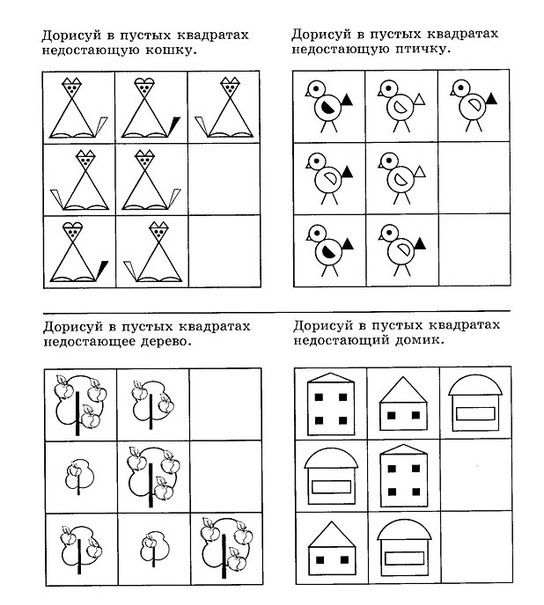 Дорисуй в пустых квадратах
недостающую кошку.
Дорисуй в пустых квадратах
недостающую птичку.
Дорисуй в пустых квадратах
недостающее дерево.
Дорисуй в пустых квадратах
недостающий домик.